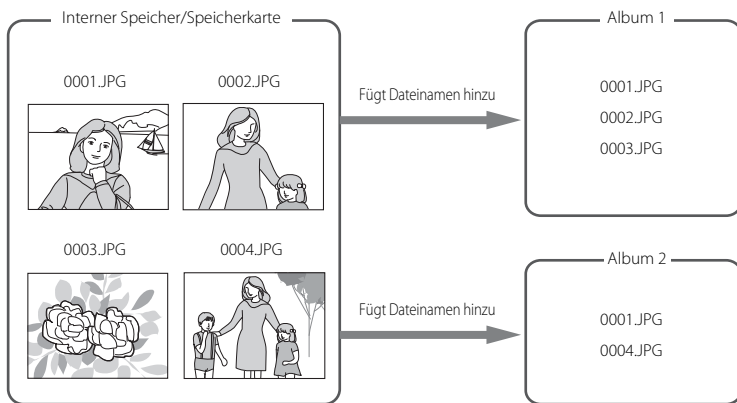 Interner Speicher/Speicherkarte
0001.JPG
0002.JPG
0003.JPG
0004.JPG
Fügt Dateinamen hinzu
Album 1
0001.JPG
0002.JPG
0003.JPG
Fügt Dateinamen hinzu
Album 2
0001.JPG
0004.JPG